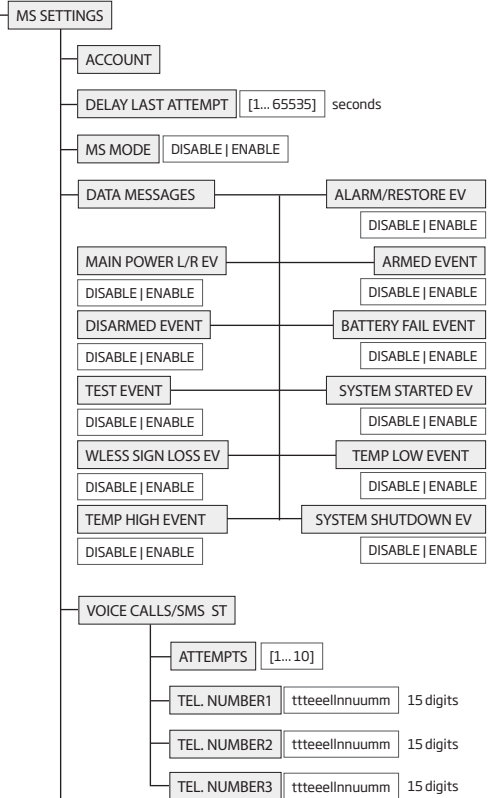 MS SETTINGS
ACCOUNT
DELAY LAST ATTEMPT [1... 65535] seconds
MS MODE DISABLE | ENABLE
DATA MESSAGES ALARM/RESTORE EV
DISABLE | ENABLE
MAIN POWER L/R EV ARMED EVENT
DISABLE | ENABLE DISABLE | ENABLE
DISARMED EVENT BATTERY FAIL EVENT
DISABLE | ENABLE DISABLE | ENABLE
TEST EVENT SYSTEM STARTED EV
DISABLE | ENABLE DISABLE | ENABLE
WLESS SIGN LOSS EV TEMP LOW EVENT
DISABLE | ENABLE DISABLE | ENABLE
TEMP HIGH EVENT SYSTEM SHUTDOWN EV
DISABLE | ENABLE DISABLE | ENABLE
VOICE CALLS/SMS ST
ATTEMPTS [1... 10]
TEL. NUMBER1 ttteeellnnuumm 15 digits
TEL. NUMBER2 ttteeellnnuumm 15 digits
TEL. NUMBER3 ttteeellnnuumm 15 digits